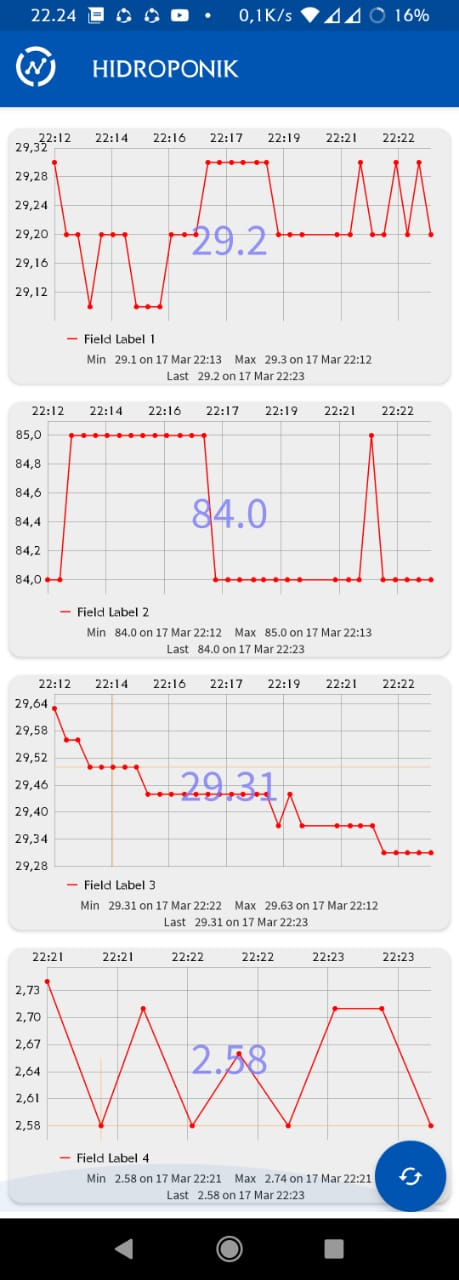 22.24 0,1K/s 16%
HIDROPONIK
22:12 22:14 22:16 22:17 22:19 22:21 22:22
29,32
29,28
29,24
29,20
29,16
29,12
29.2
Field Label 1
Min 29.1 on 17 Mar 22:13 Max 29.3 on 17 Mar 22:12
Last 29.2 on 17 Mar 22:23
22:12 22:14 22:16 22:17 22:19 22:21 22:22
85,0
84,8
84,6
84,4
84,2
84,0
84.0
Field Label 2
Min 84.0 on 17 Mar 22:12 Max 85.0 on 17 Mar 22:13
Last 84.0 on 17 Mar 22:23
22:12 22:14 22:16 22:17 22:19 22:21 22:22
29,64
29,58
29,52
29,46
29,40
29,34
29,28
29.31
Field Label 3
Min 29.31 on 17 Mar 22:22 Max 29.63 on 17 Mar 22:12
Last 29.31 on 17 Mar 22:23
22:21 22:21 22:22 22:22 22:23 22:23
2,73
2,70
2,67
2,64
2,61
2,58
2.58
Field Label 4
Min 2.58 on 17 Mar 22:21 Max 2.74 on 17 Mar 22:21
Last 2.58 on 17 Mar 22:23